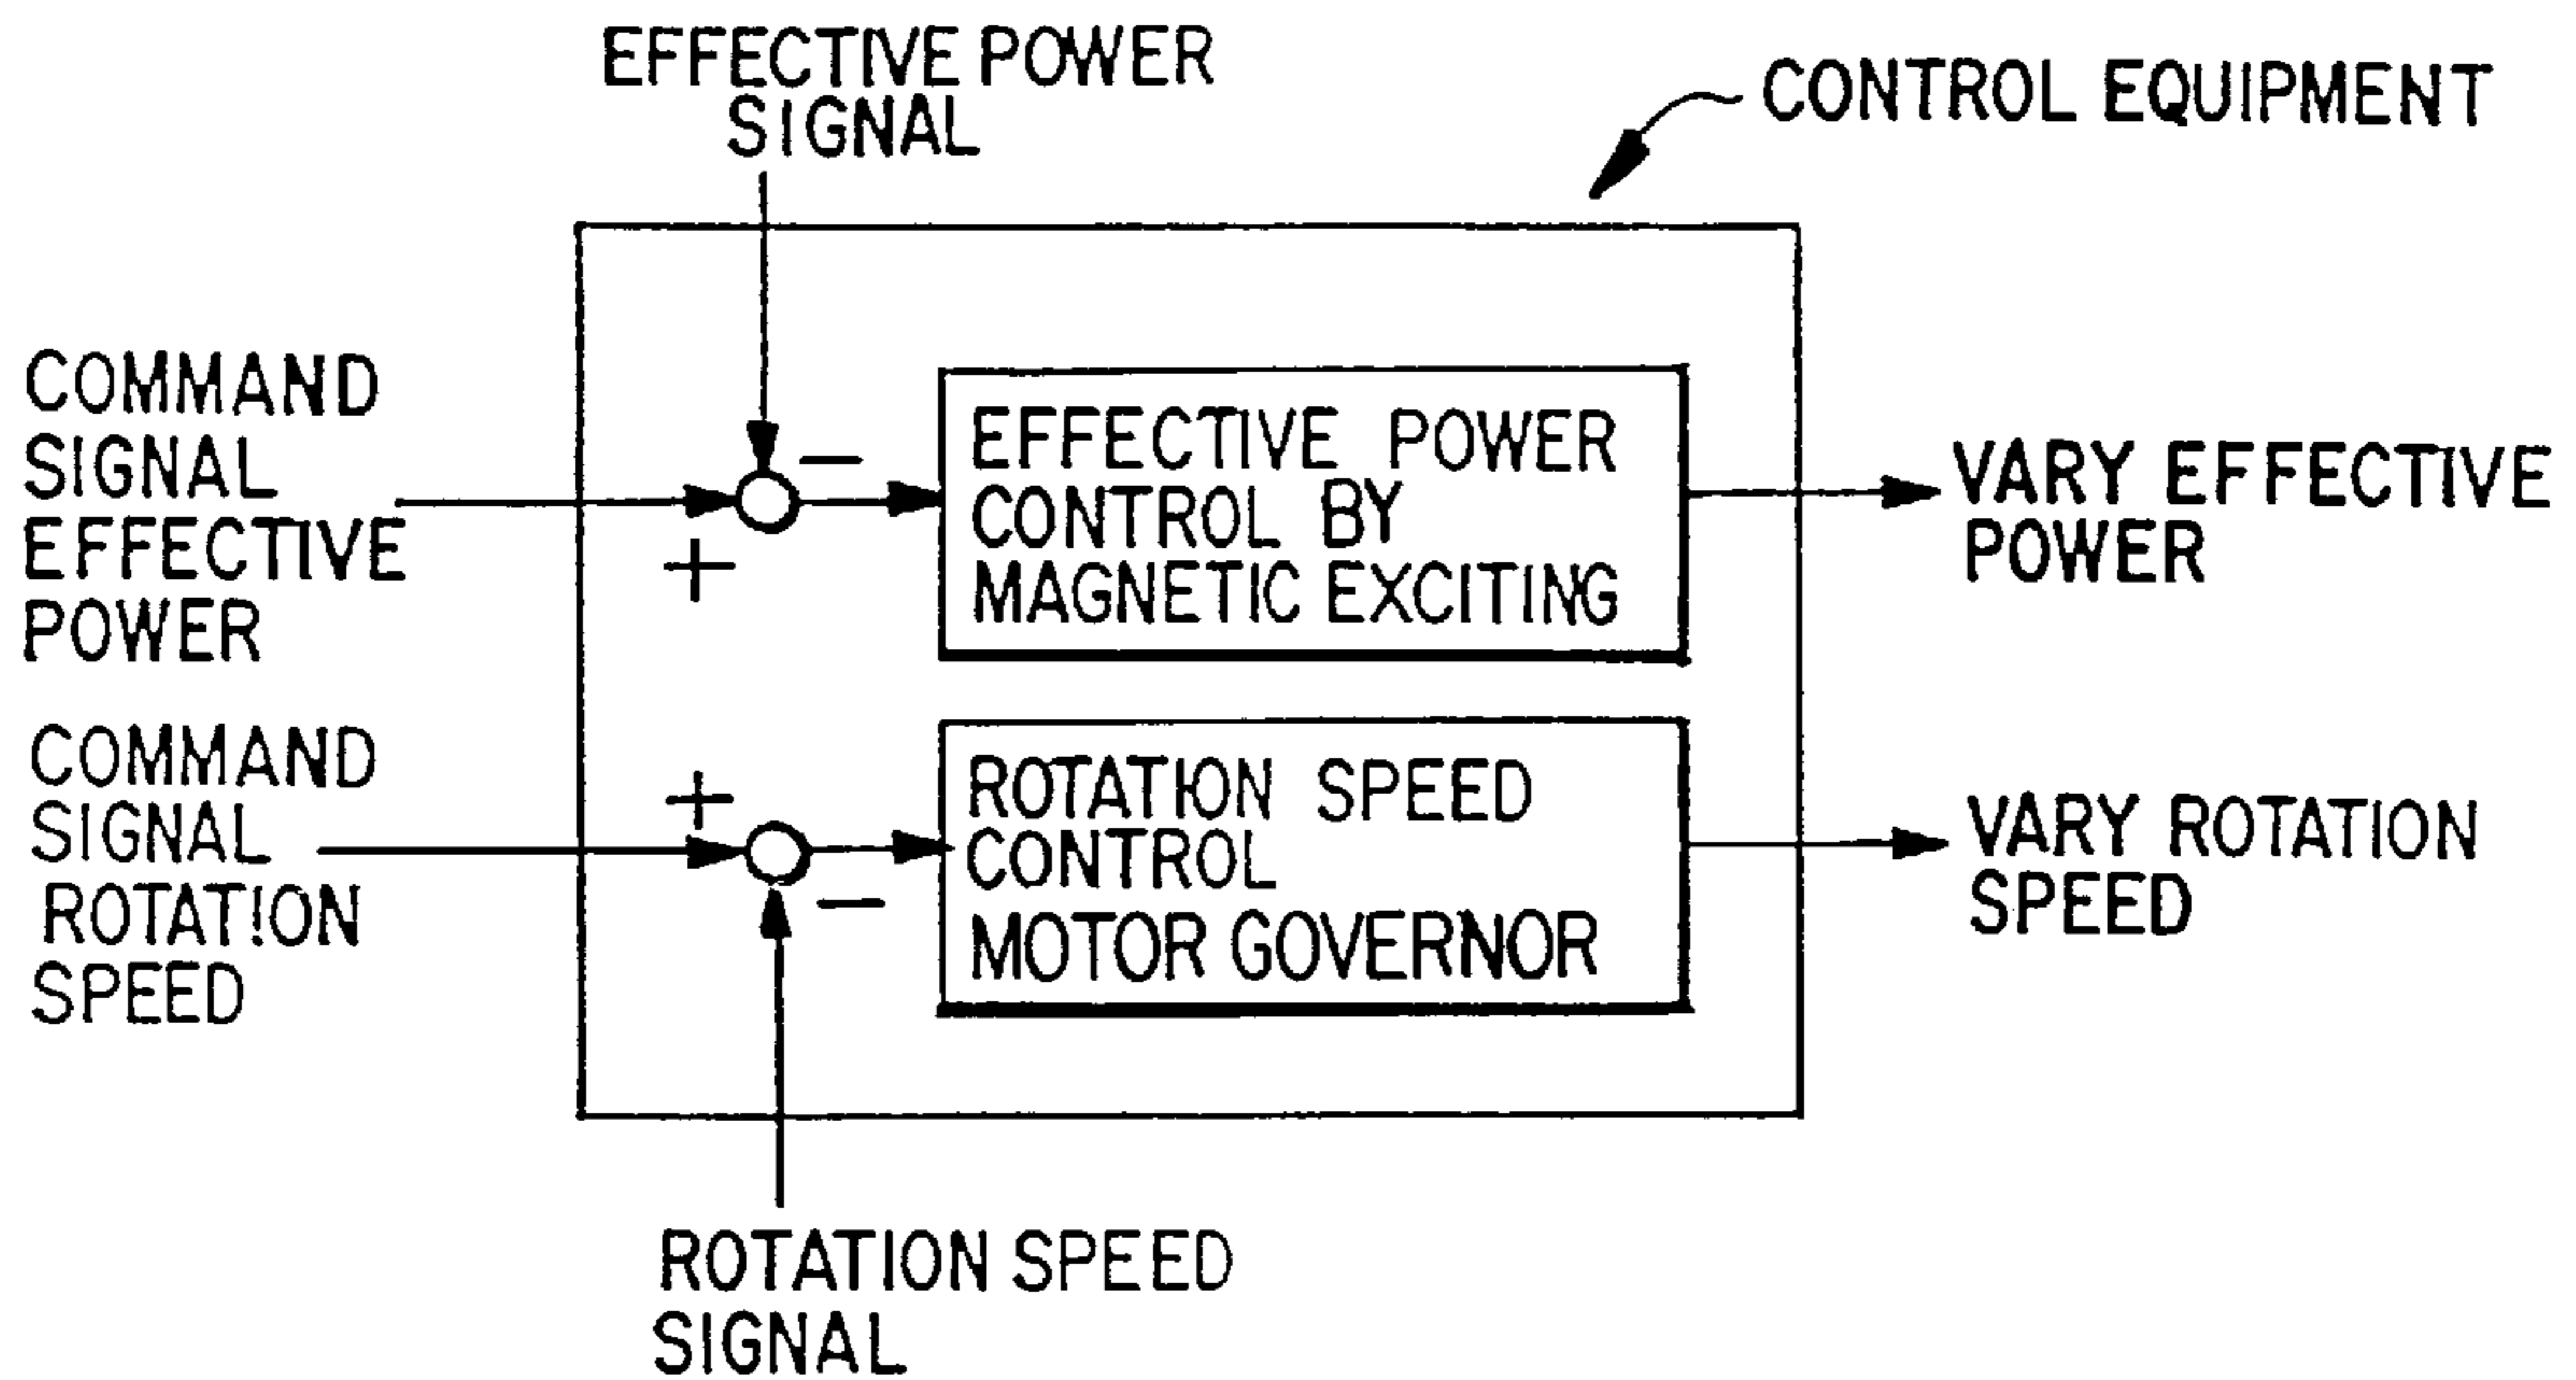 EFFECTIVE POWER
SIGNAL
CONTROL EQUIPMENT
COMMAND
SIGNAL
EFFECTIVE
POWER
−
+
EFFECTIVE POWER
CONTROL BY
MAGNETIC EXCITING
VARY EFFECTIVE
POWER
COMMAND
SIGNAL
ROTATION
SPEED
+
−
ROTATION SPEED
CONTROL
MOTOR GOVERNOR
VARY ROTATION
SPEED
ROTATION SPEED
SIGNAL